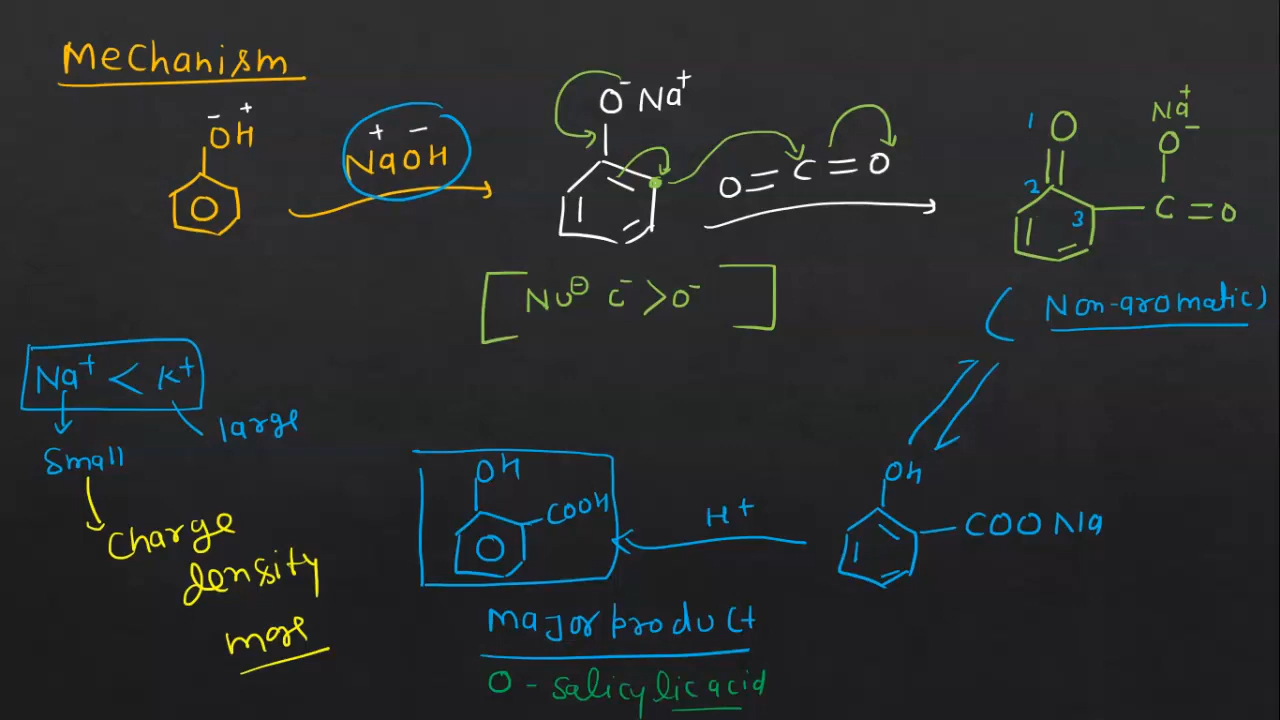 Mechanism
- +
OH
+ -
NaOH
O⁻ Na⁺
O=C=O
1 O
2
3
Na⁺
O⁻
C=O
[Nu⊖ C⁻ > O⁻]
(Non-aromatic)
Na⁺ < K⁺
large
Small
Charge
density
more
OH
COOH
H⁺
OH
COONa
Major product
O - salicylic acid